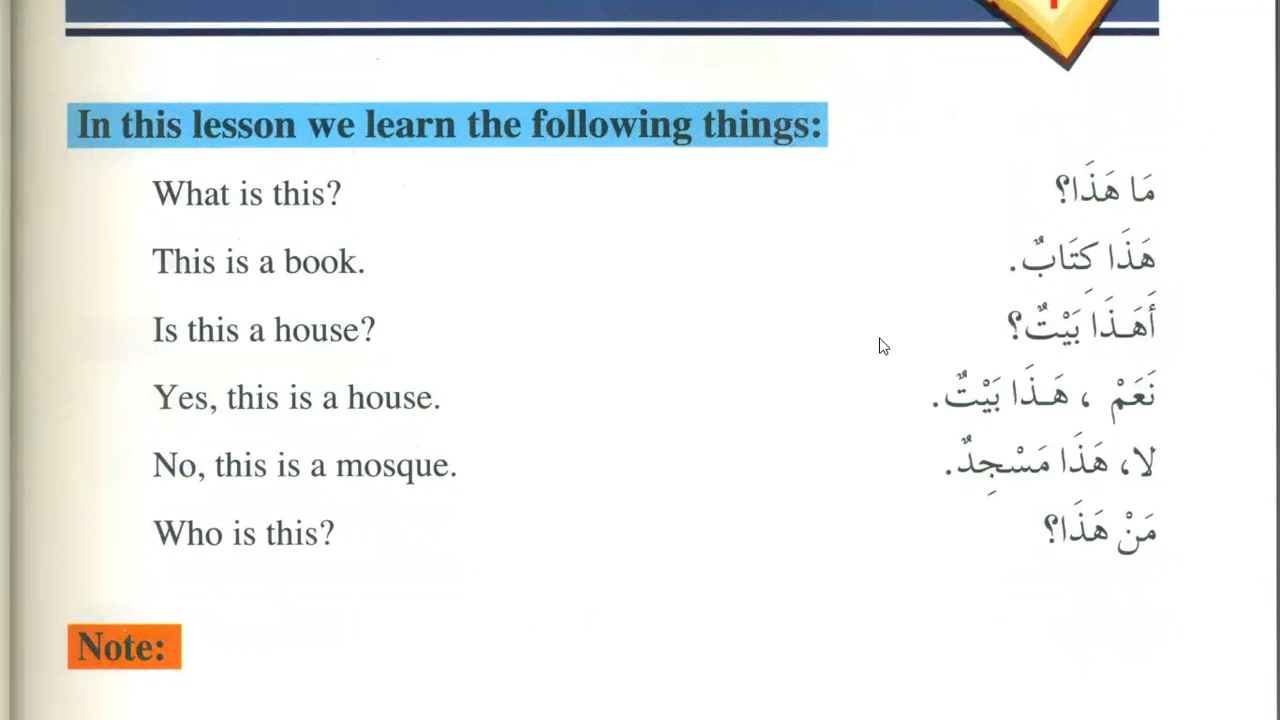 In this lesson we learn the following things:
What is this? مَا هَذَا؟
This is a book. هَذَا كِتَابٌ.
Is this a house? أَهَـذَا بَيْتٌ؟
Yes, this is a house. نَعَمْ ، هَـذَا بَيْتٌ.
No, this is a mosque. لا، هَذَا مَسْجِدٌ.
Who is this? مَنْ هَذَا؟
Note: